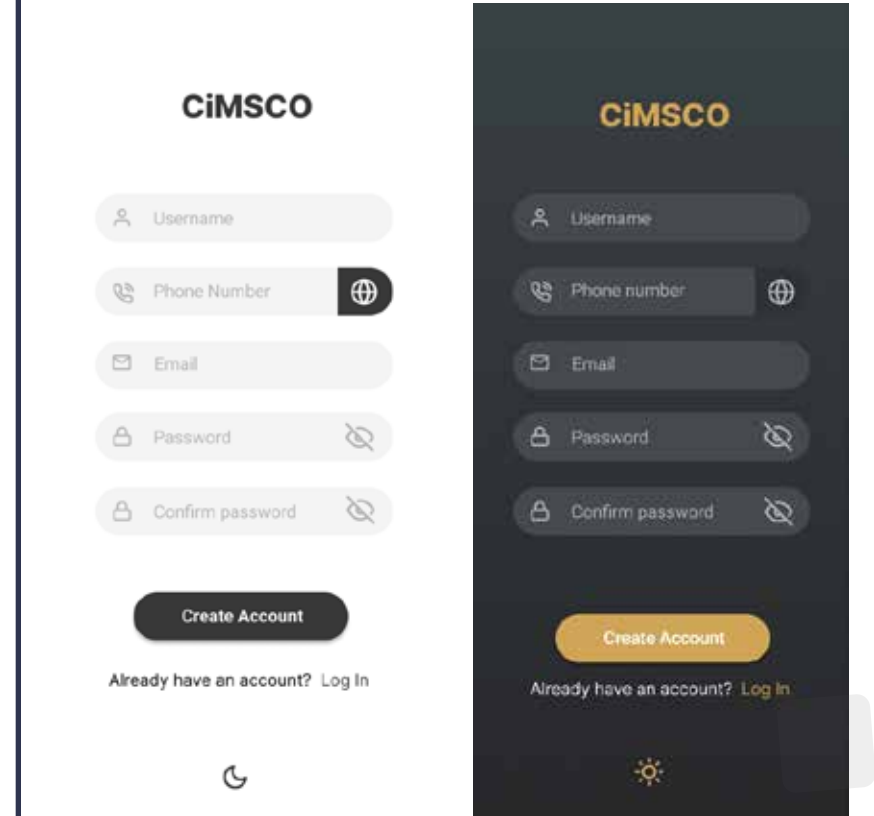 CiMSCO
Username
Phone Number
Email
Password
Confirm password
Create Account
Already have an account? Log In
CiMSCO
Username
Phone number
Email
Password
Confirm password
Create Account
Already have an account? Log In